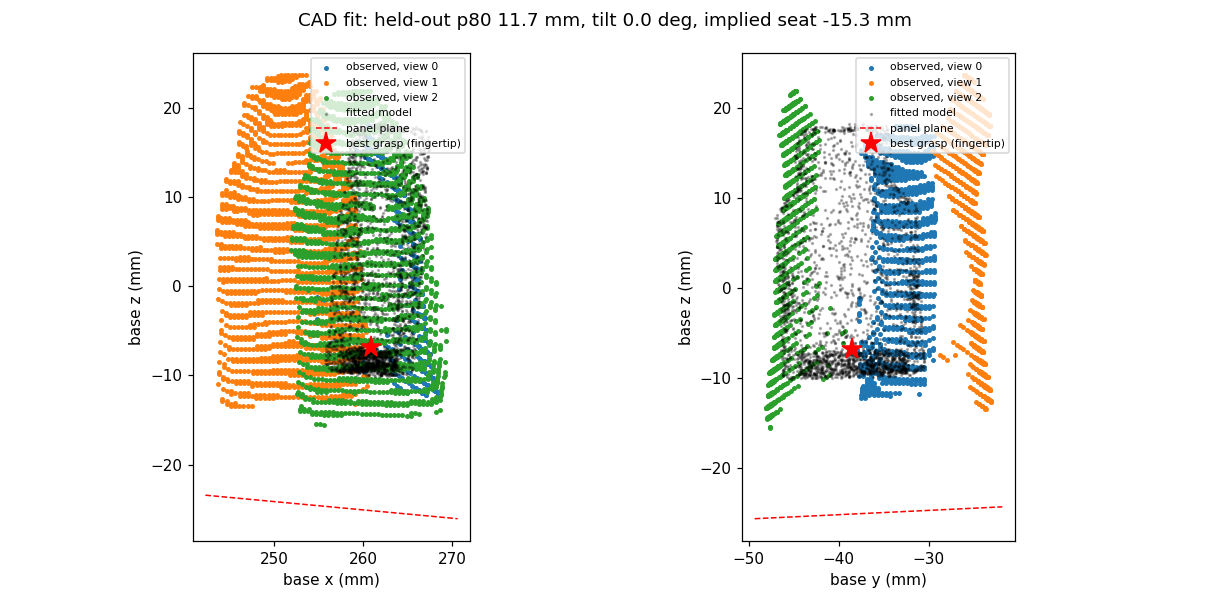 CAD fit: held-out p80 11.7 mm, tilt 0.0 deg, implied seat -15.3 mm
observed, view 0
observed, view 1
observed, view 2
fitted model
panel plane
best grasp (fingertip)
20
10
0
−10
−20
base z (mm)
250
260
270
base x (mm)
observed, view 0
observed, view 1
observed, view 2
fitted model
panel plane
best grasp (fingertip)
20
10
0
−10
−20
base z (mm)
−50
−40
−30
base y (mm)